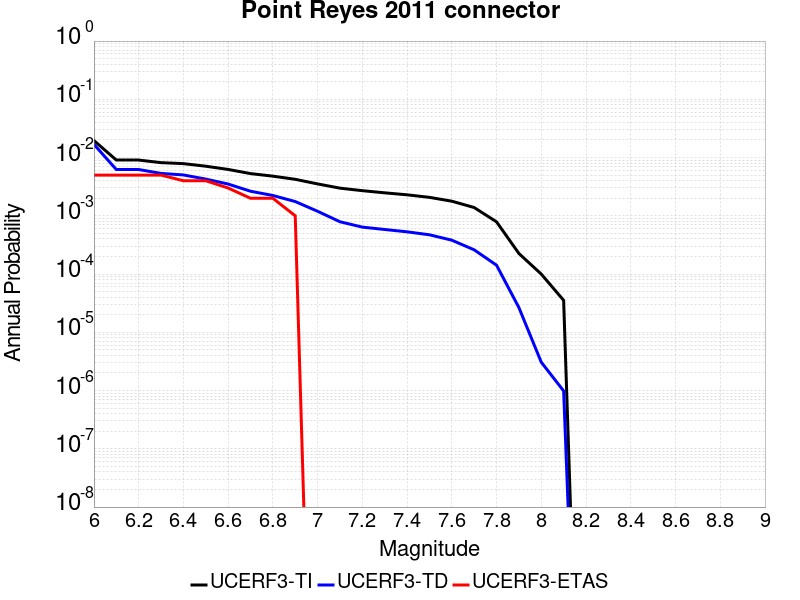 Point Reyes 2011 connector
10^0
10^-1
10^-2
10^-3
10^-4
10^-5
10^-6
10^-7
10^-8
Annual Probability
6 6.2 6.4 6.6 6.8 7 7.2 7.4 7.6 7.8 8 8.2 8.4 8.6 8.8 9
Magnitude
UCERF3-TI UCERF3-TD UCERF3-ETAS